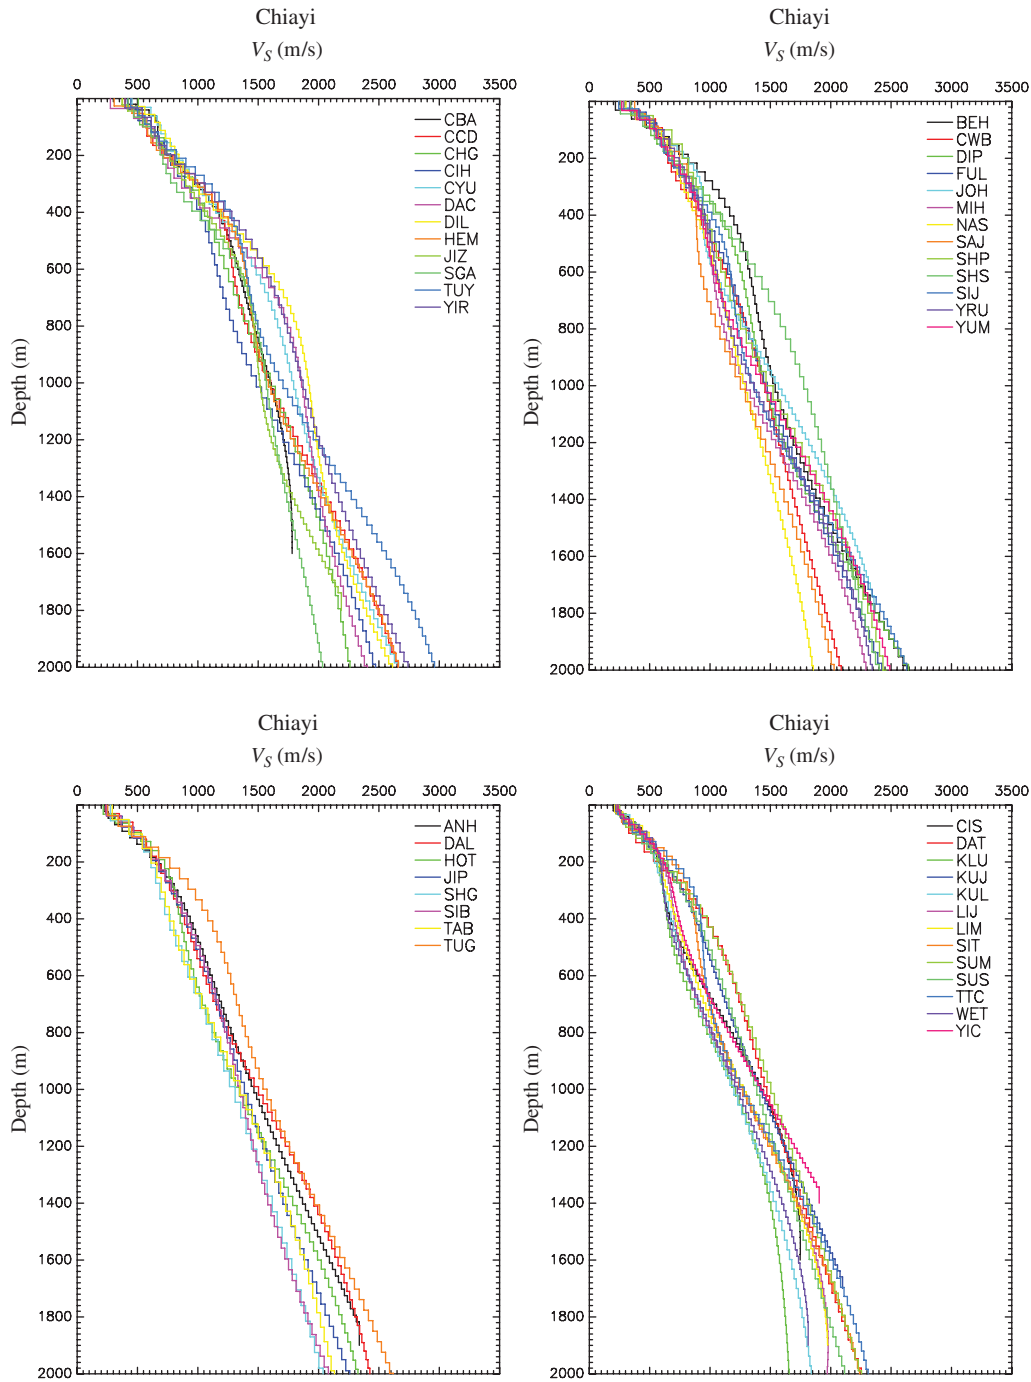 Chiayi
V_S (m/s)
0 500 1000 1500 2000 2500 3000 3500
200
400
600
800
1000
1200
1400
1600
1800
2000
Depth (m)
CBA
CCD
CHG
CIH
CYU
DAC
DIL
HEM
JIZ
SGA
TUY
YIR
Chiayi
V_S (m/s)
0 500 1000 1500 2000 2500 3000 3500
200
400
600
800
1000
1200
1400
1600
1800
2000
Depth (m)
BEH
CWB
DIP
FUL
JOH
MIH
NAS
SAJ
SHP
SHS
SIJ
YRU
YUM
Chiayi
V_S (m/s)
0 500 1000 1500 2000 2500 3000 3500
200
400
600
800
1000
1200
1400
1600
1800
2000
Depth (m)
ANH
DAL
HOT
JIP
SHG
SIB
TAB
TUG
Chiayi
V_S (m/s)
0 500 1000 1500 2000 2500 3000 3500
200
400
600
800
1000
1200
1400
1600
1800
2000
Depth (m)
CIS
DAT
KLU
KUJ
KUL
LIJ
LIM
SIT
SUM
SUS
TTC
WET
YIC